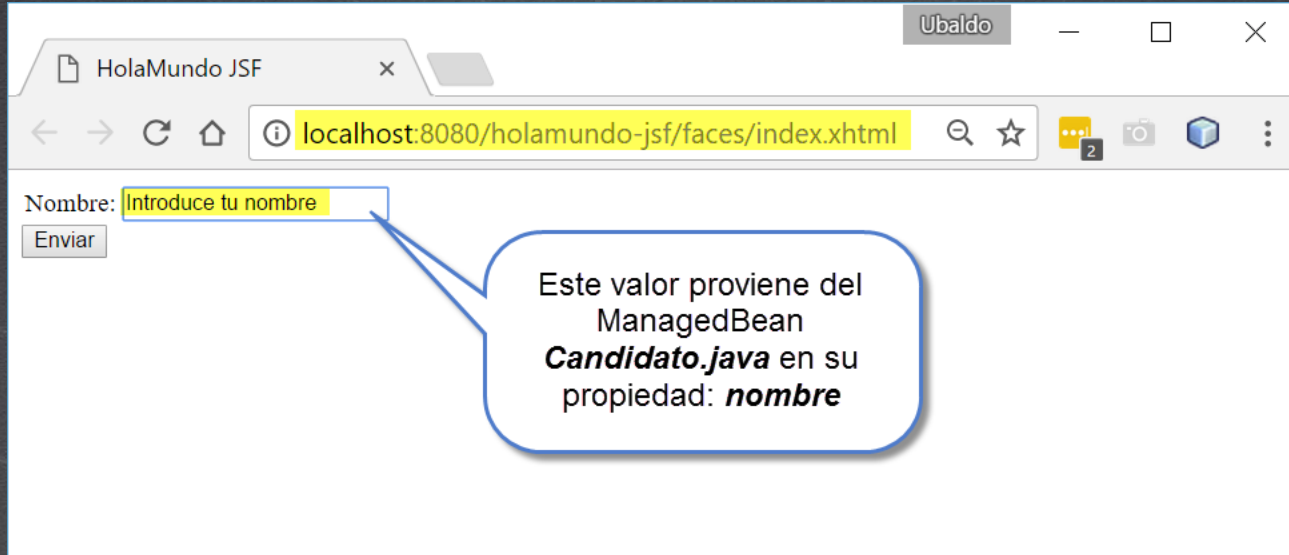 Ubaldo
HolaMundo JSF
localhost:8080/holamundo-jsf/faces/index.xhtml
2
Nombre: Introduce tu nombre
Enviar
Este valor proviene del
ManagedBean
Candidato.java en su
propiedad: nombre